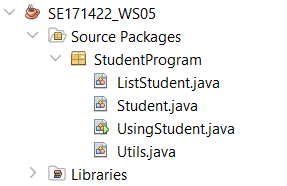 SE171422_WS05
Source Packages
StudentProgram
ListStudent.java
Student.java
UsingStudent.java
Utils.java
Libraries